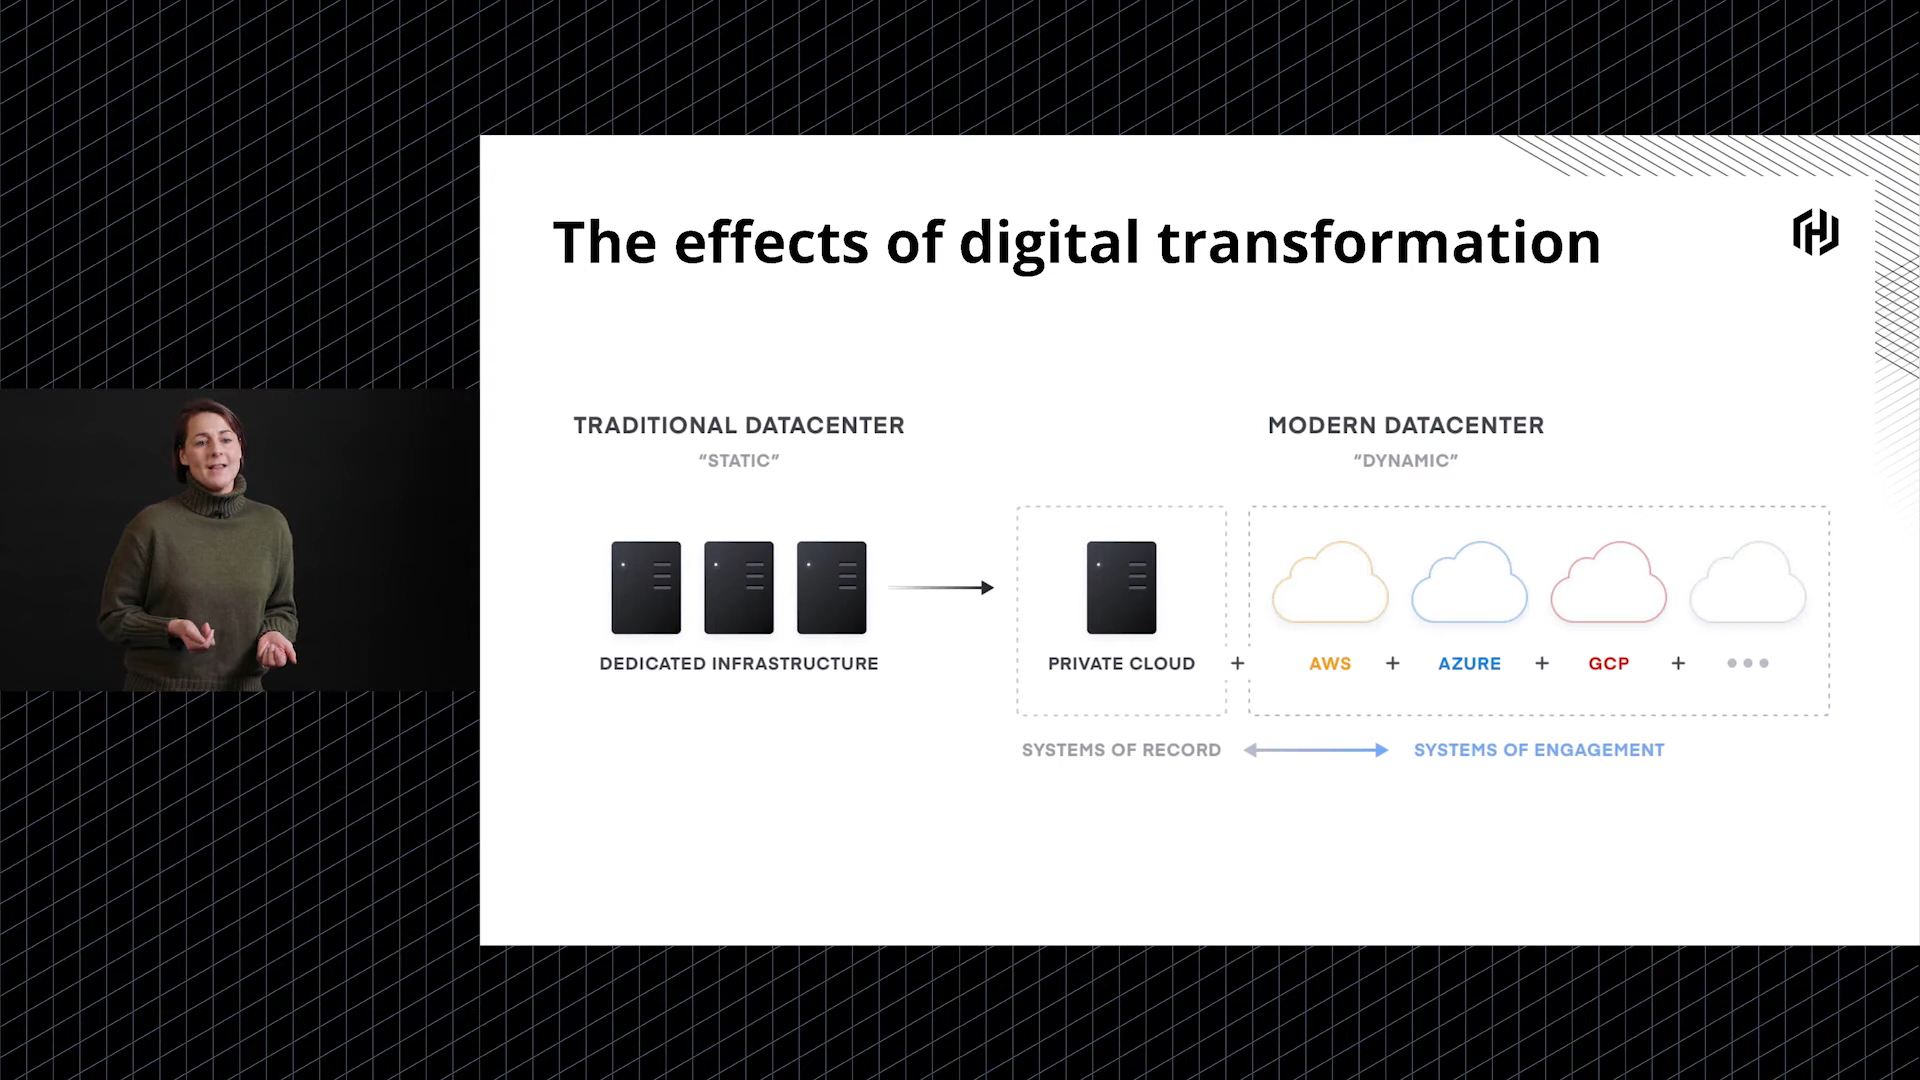 The effects of digital transformation
TRADITIONAL DATACENTER
“STATIC”
DEDICATED INFRASTRUCTURE
MODERN DATACENTER
“DYNAMIC”
PRIVATE CLOUD + AWS + AZURE + GCP + •••
SYSTEMS OF RECORD
SYSTEMS OF ENGAGEMENT